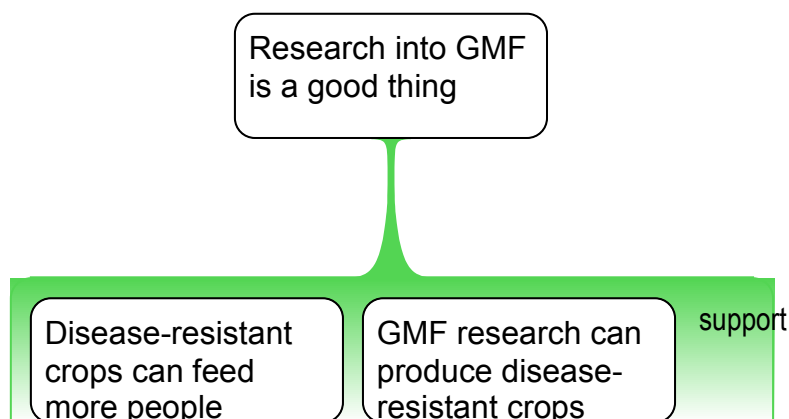 Research into GMF
is a good thing
Disease-resistant
crops can feed
more people
GMF research can
produce disease-
resistant crops
support